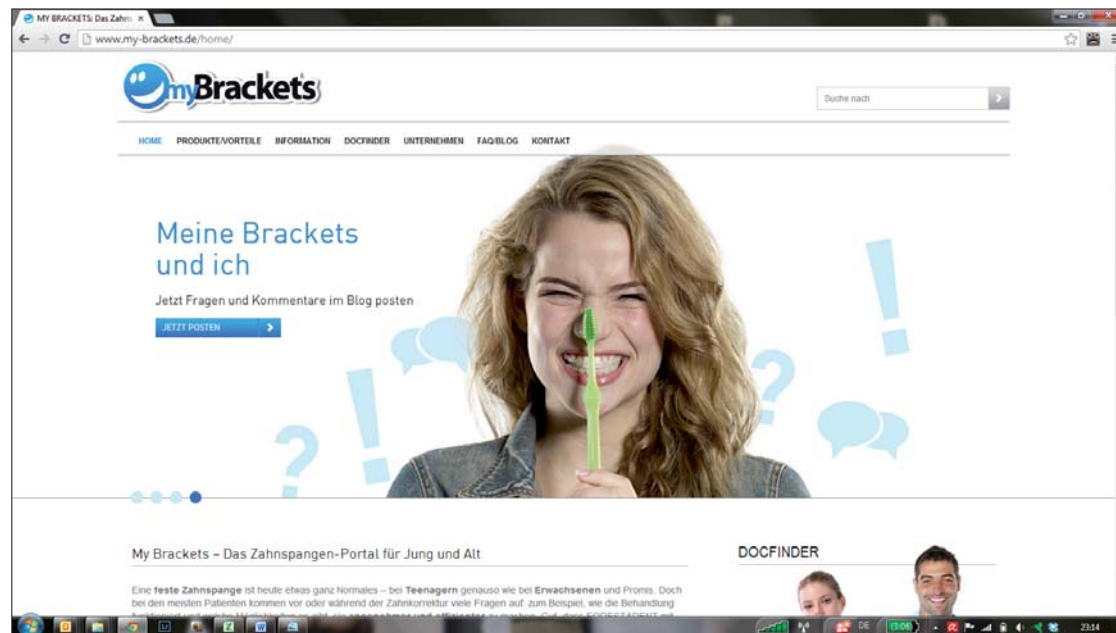 MY BRACKETS: Das Zahn
www.my-brackets.de/home/
myBrackets
Suche nach
HOME PRODUKTE/VORTEILE INFORMATION DOCFINDER UNTERNEHMEN FAQ/BLOG KONTAKT
Meine Brackets
und ich
Jetzt Fragen und Kommentare im Blog posten
JETZT POSTEN
My Brackets – Das Zahnspangen-Portal für Jung und Alt
DOCFINDER
Eine feste Zahnspange ist heute etwas ganz Normales – bei Teenagern genauso wie bei Erwachsenen und Promis. Doch
bei den meisten Patienten kommen vor oder während der Zahnkorrektur viele Fragen auf: zum Beispiel, wie die Behandlung
DE
(3:06)
23:14